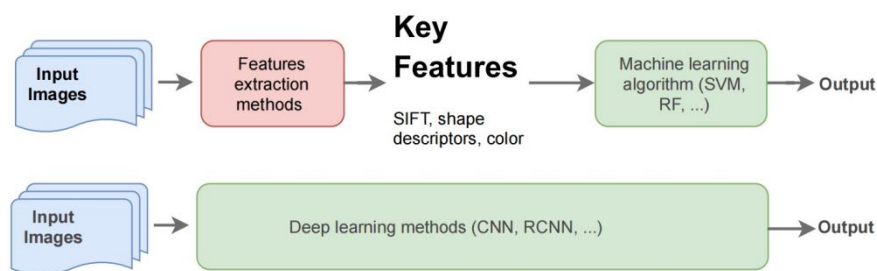 Input
Images
Features
extraction
methods
Key
Features
SIFT, shape
descriptors, color
Machine learning
algorithm (SVM,
RF, ...)
Output
Input
Images
Deep learning methods (CNN, RCNN, ...)
Output